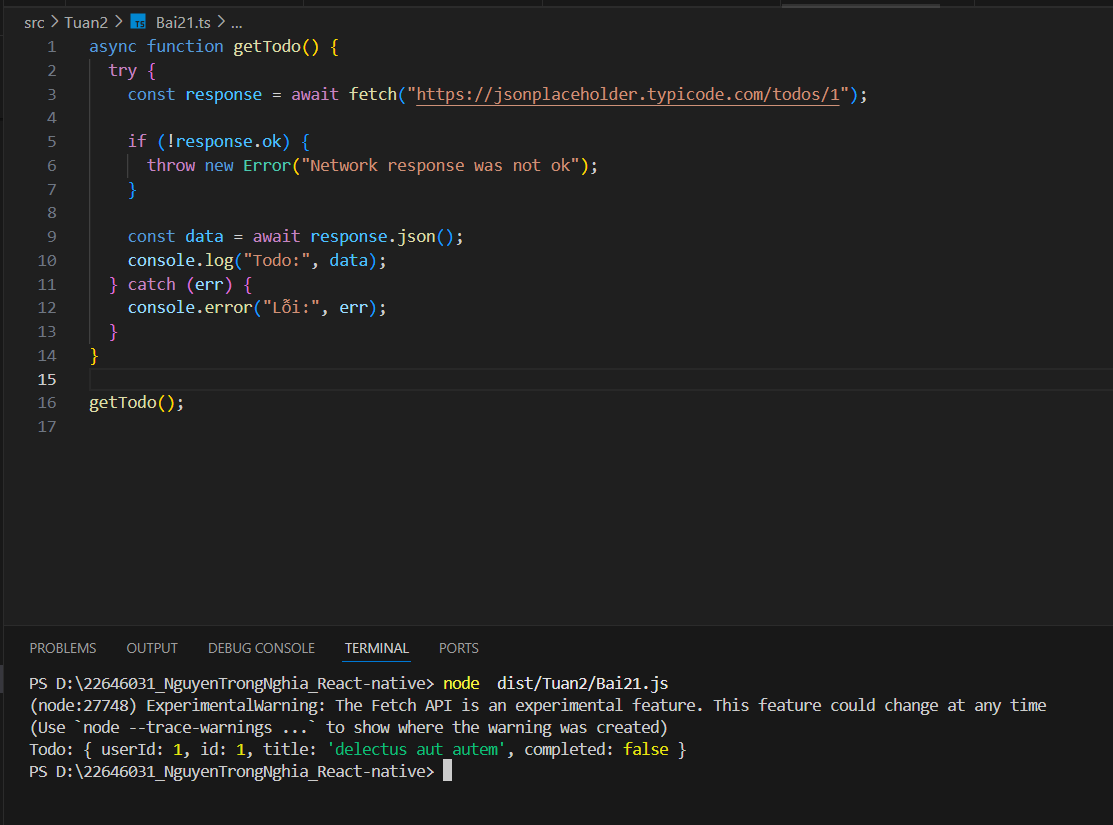 src > Tuan2 > TS Bai21.ts > ...
1 async function getTodo() {
2 try {
3 const response = await fetch("https://jsonplaceholder.typicode.com/todos/1");
4
5 if (!response.ok) {
6 throw new Error("Network response was not ok");
7 }
8
9 const data = await response.json();
10 console.log("Todo:", data);
11 } catch (err) {
12 console.error("Lỗi:", err);
13 }
14 }
15
16 getTodo();
17
PROBLEMS OUTPUT DEBUG CONSOLE TERMINAL PORTS
PS D:\22646031_NguyenTrongNghia_React-native> node  dist/Tuan2/Bai21.js
(node:27748) ExperimentalWarning: The Fetch API is an experimental feature. This feature could change at any time
(Use `node --trace-warnings ...` to show where the warning was created)
Todo: { userId: 1, id: 1, title: 'delectus aut autem', completed: false }
PS D:\22646031_NguyenTrongNghia_React-native>